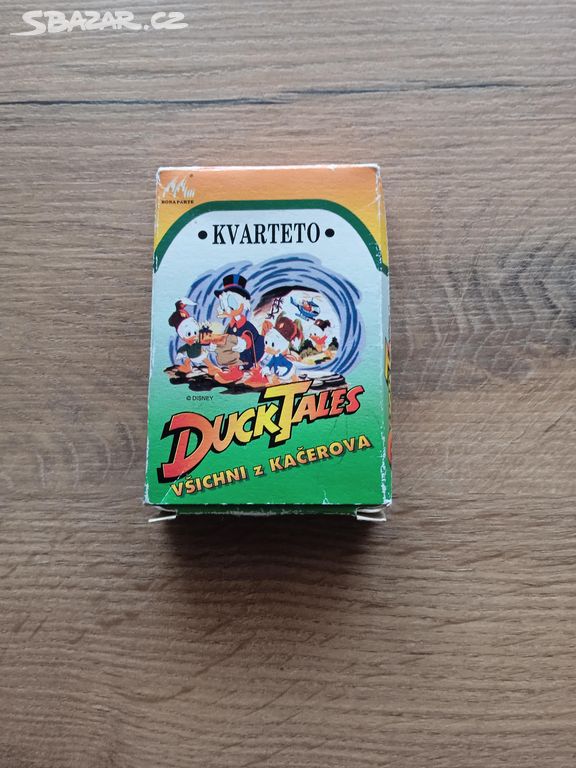 SBAZAR.CZ
BONAPARTE
• KVARTETO •
© DISNEY
DUCKTALES
VŠICHNI z KAČEROVA